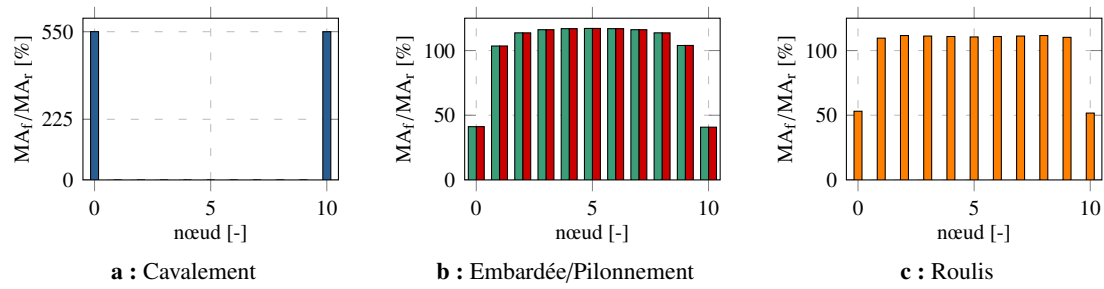 550
225
0
MA_f/MA_r [%]
0 5 10
nœud [-]
a : Cavalement
100
50
0
MA_f/MA_r [%]
0 5 10
nœud [-]
b : Embardée/Pilonnement
100
50
0
MA_f/MA_r [%]
0 5 10
nœud [-]
c : Roulis